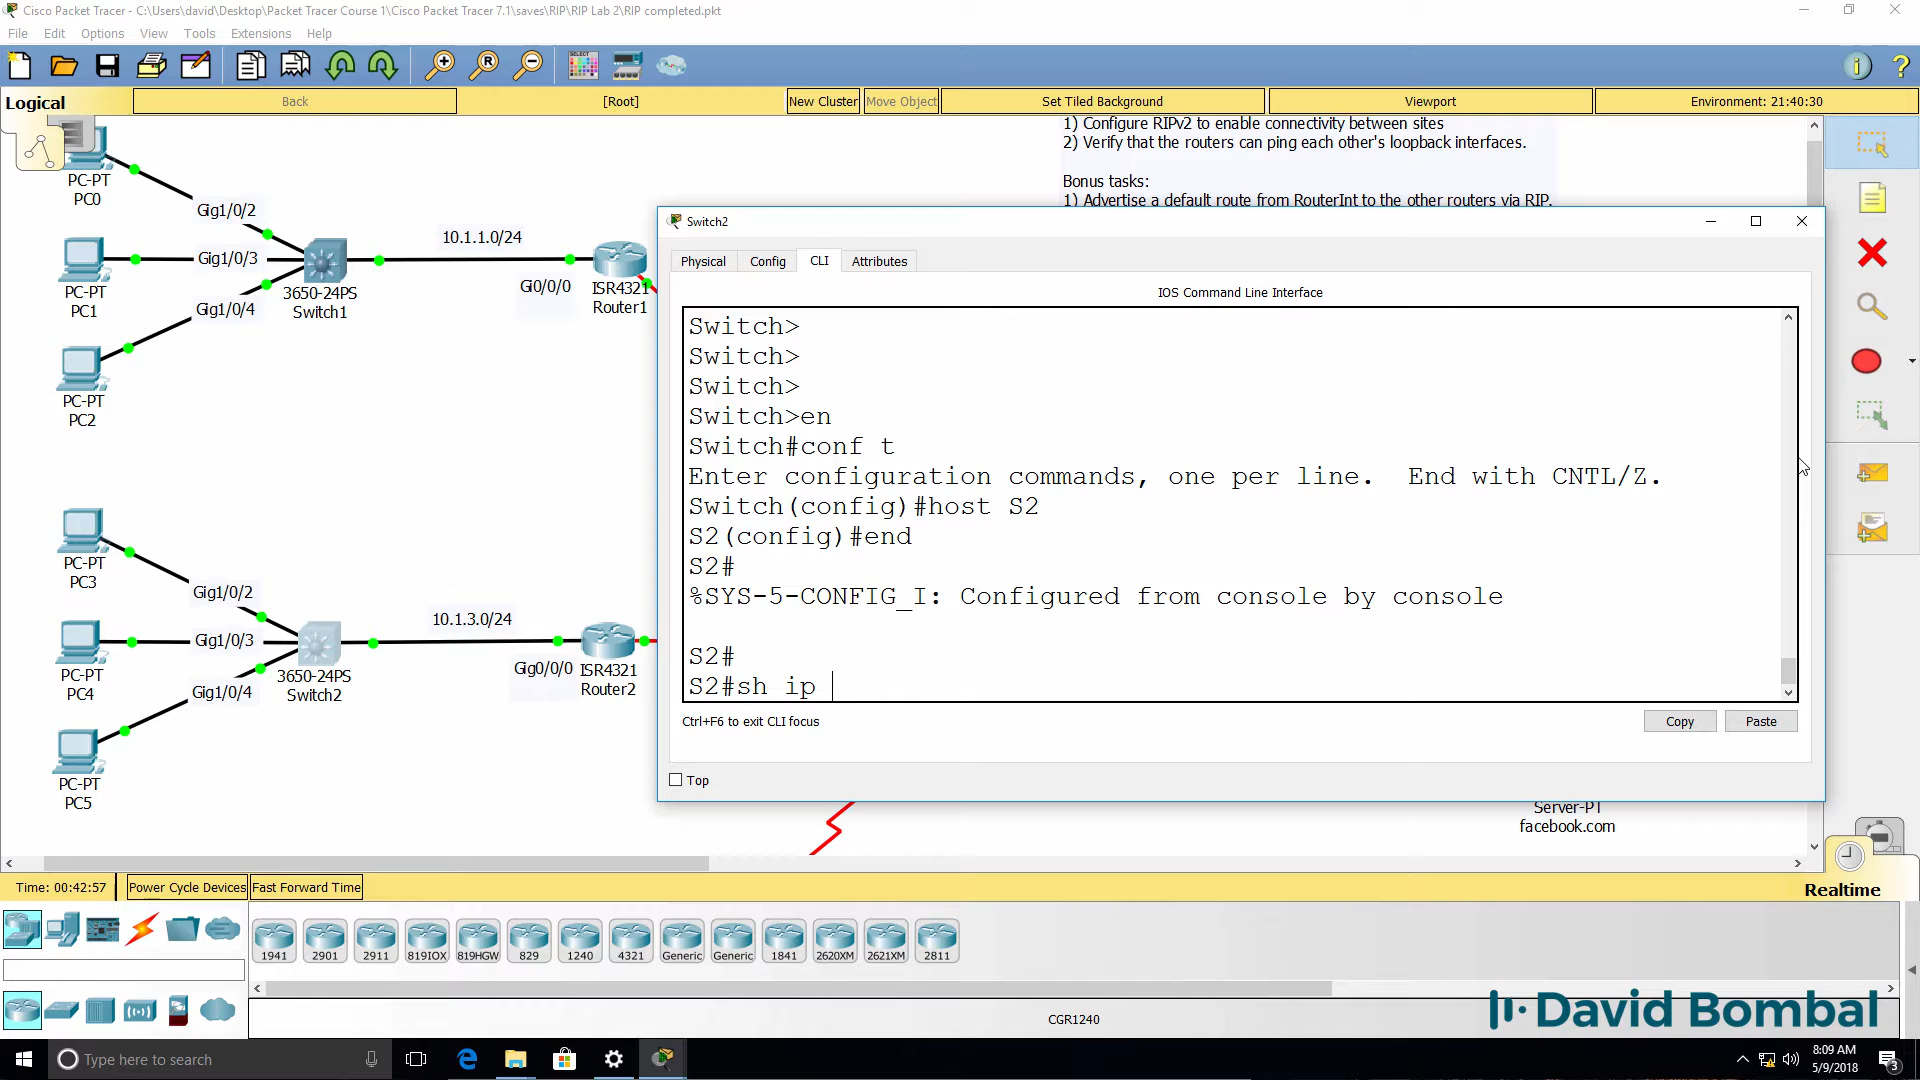 Cisco Packet Tracer - C:\Users\david\Desktop\Packet Tracer Course 1\Cisco Packet Tracer 7.1\saves\RIP\RIP Lab 2\RIP completed.pkt
File Edit Options View Tools Extensions Help
Logical Back [Root] New Cluster Move Object Set Tiled Background Viewport Environment: 21:40:30
1) Configure RIPv2 to enable connectivity between sites
2) Verify that the routers can ping each other's loopback interfaces.
Bonus tasks:
1) Advertise a default route from RouterInt to the other routers via RIP.
PC-PT
PC0
Gig1/0/2
10.1.1.0/24
PC-PT
PC1
Gig1/0/3
Gig1/0/4
3650-24PS
Switch1
Gi0/0/0
ISR4321
Router1
PC-PT
PC2
PC-PT
PC3
Gig1/0/2
10.1.3.0/24
PC-PT
PC4
Gig1/0/3
Gig1/0/4
3650-24PS
Switch2
Gig0/0/0
ISR4321
Router2
PC-PT
PC5
Switch2
Physical Config CLI Attributes
IOS Command Line Interface
Switch>
Switch>
Switch>
Switch>en
Switch#conf t
Enter configuration commands, one per line.  End with CNTL/Z.
Switch(config)#host S2
S2(config)#end
S2#
%SYS-5-CONFIG_I: Configured from console by console
S2#
S2#sh ip
Ctrl+F6 to exit CLI focus
Copy Paste
Top
Server-PT
facebook.com
Time: 00:42:57 Power Cycle Devices Fast Forward Time
Realtime
1941 2901 2911 819IOX 819HGW 829 1240 4321 Generic Generic 1841 2620XM 2621XM 2811
CGR1240
David Bombal
Type here to search
8:09 AM
5/9/2018
3